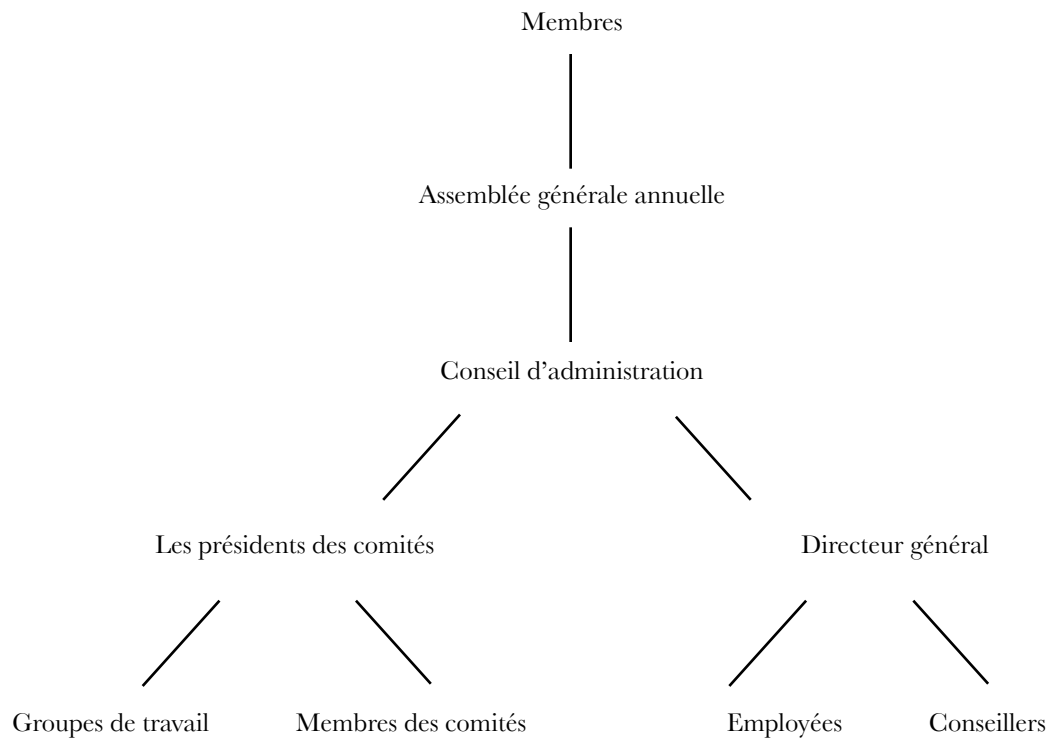 Membres
Assemblée générale annuelle
Conseil d’administration
Les présidents des comités
Directeur général
Groupes de travail
Membres des comités
Employées
Conseillers